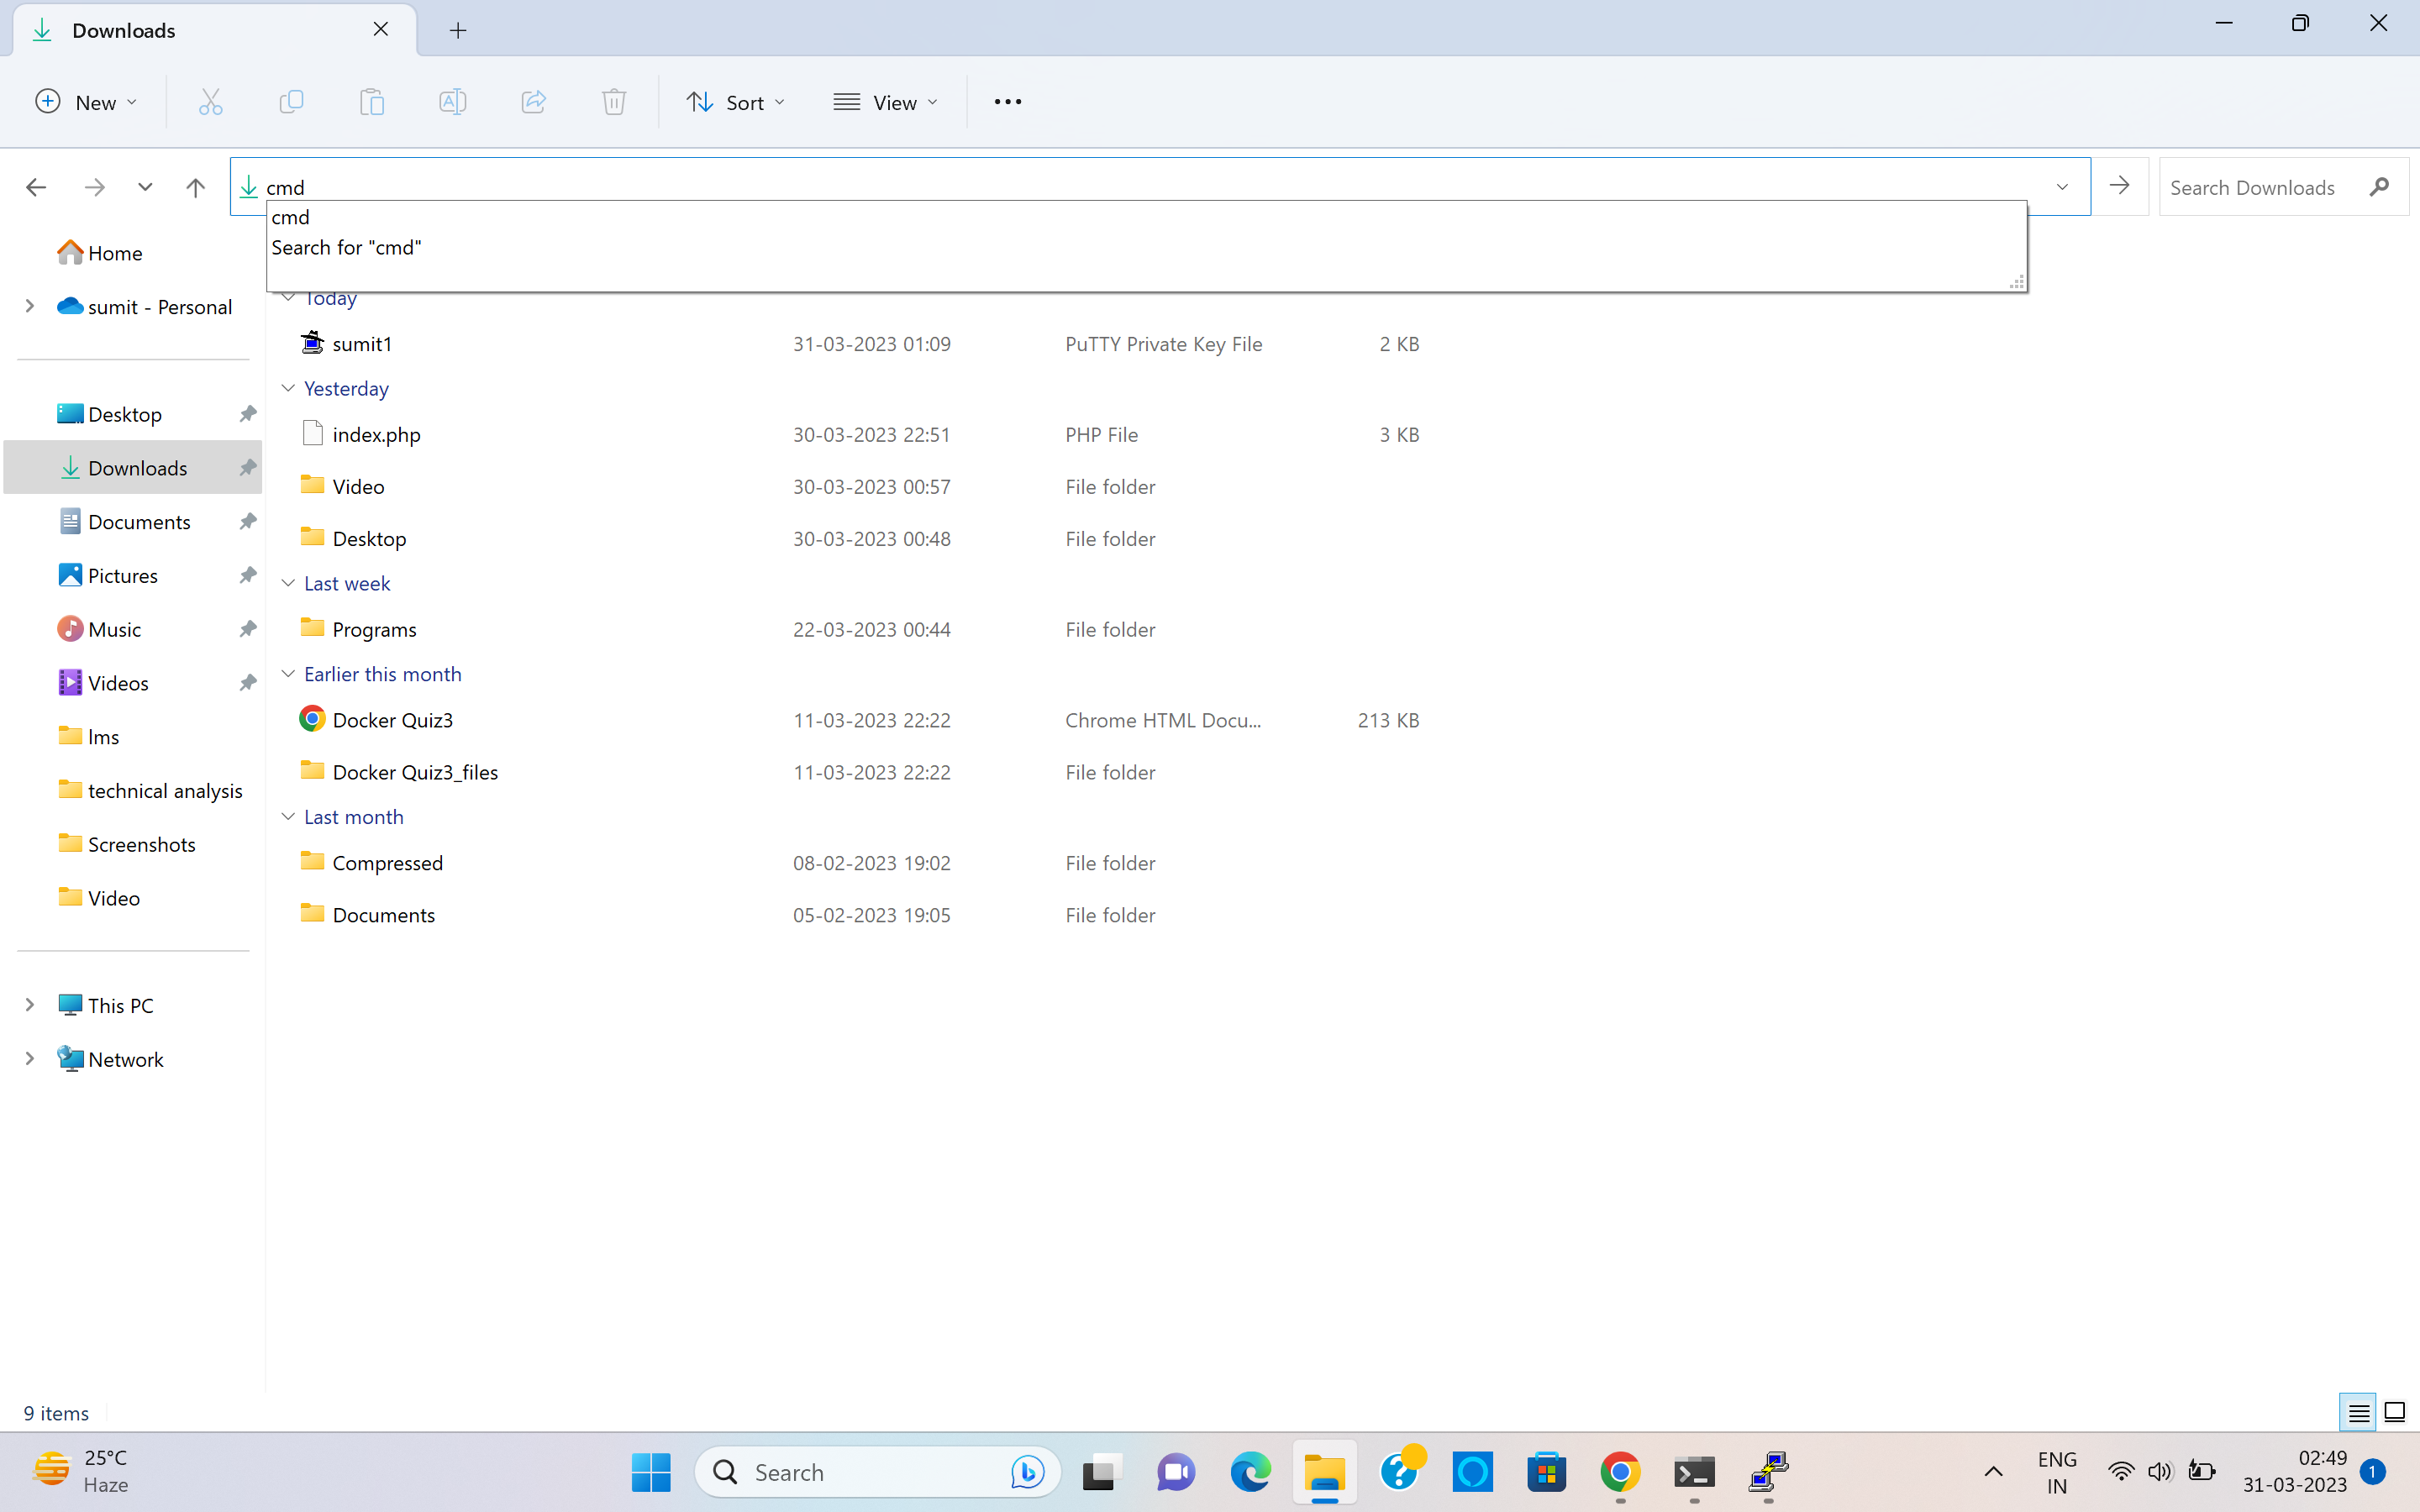 Downloads
New
Sort
View
cmd
Search Downloads
cmd
Search for "cmd"
Home
sumit - Personal
Desktop
Downloads
Documents
Pictures
Music
Videos
lms
technical analysis
Screenshots
Video
This PC
Network
Today
sumit1 31-03-2023 01:09 PuTTY Private Key File 2 KB
Yesterday
index.php 30-03-2023 22:51 PHP File 3 KB
Video 30-03-2023 00:57 File folder
Desktop 30-03-2023 00:48 File folder
Last week
Programs 22-03-2023 00:44 File folder
Earlier this month
Docker Quiz3 11-03-2023 22:22 Chrome HTML Docu... 213 KB
Docker Quiz3_files 11-03-2023 22:22 File folder
Last month
Compressed 08-02-2023 19:02 File folder
Documents 05-02-2023 19:05 File folder
9 items
25°C
Haze
Search
ENG
IN
02:49
31-03-2023
1